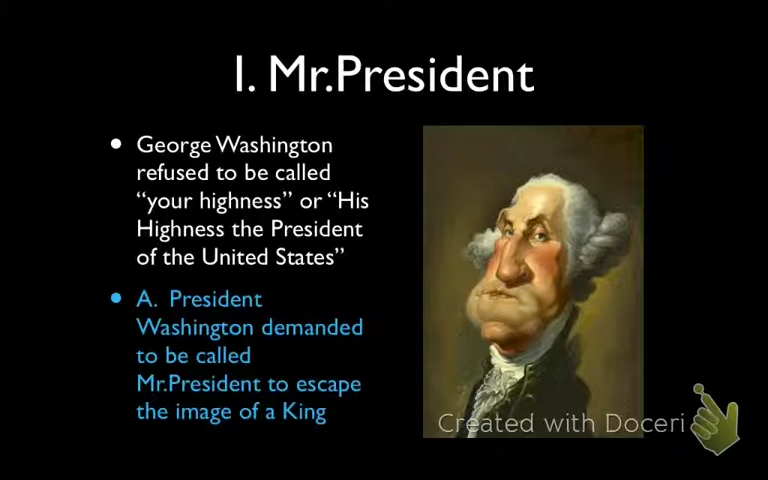 I. Mr.President
• George Washington
refused to be called
“your highness” or “His
Highness the President
of the United States”
• A. President
Washington demanded
to be called
Mr.President to escape
the image of a King
Created with Doceri